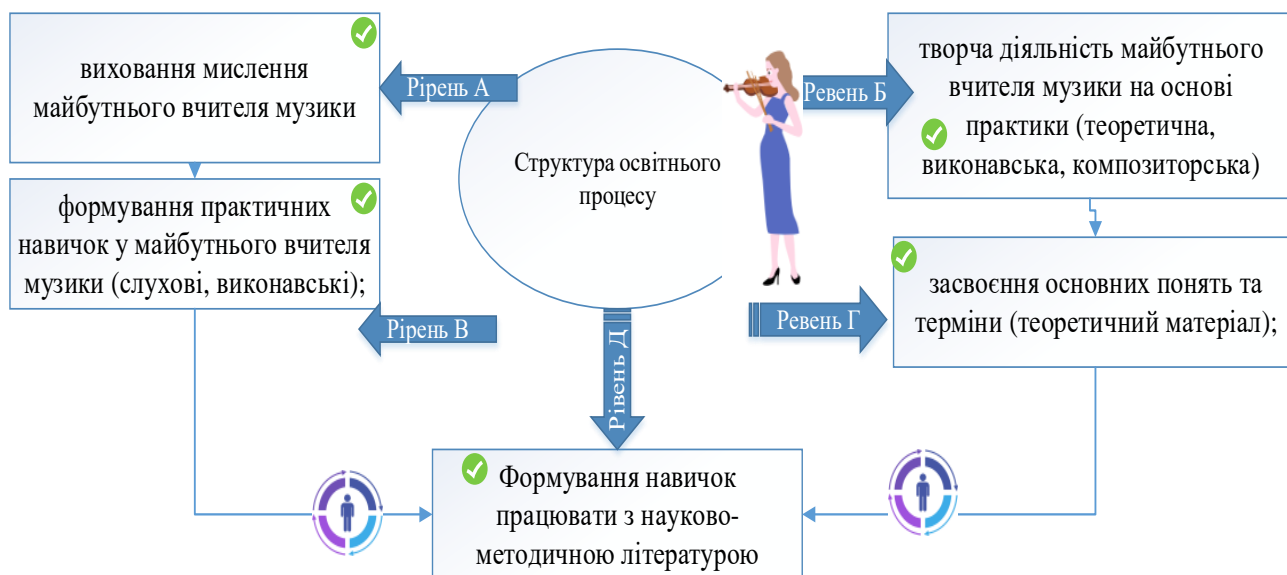 виховання мислення
майбутнього вчителя музики
Рірень А
Структура освітнього
процесу
Ревень Б
творча діяльність майбутнього
вчителя музики на основі
практики (теоретична,
виконавська, композиторська)
формування практичних
навичок у майбутнього вчителя
музики (слухові, виконавські);
Рірень В
Ревень Г
засвоєння основних понять та
терміни (теоретичний матеріал);
Рівень Д
Формування навичок
працювати з науково-
методичною літературою